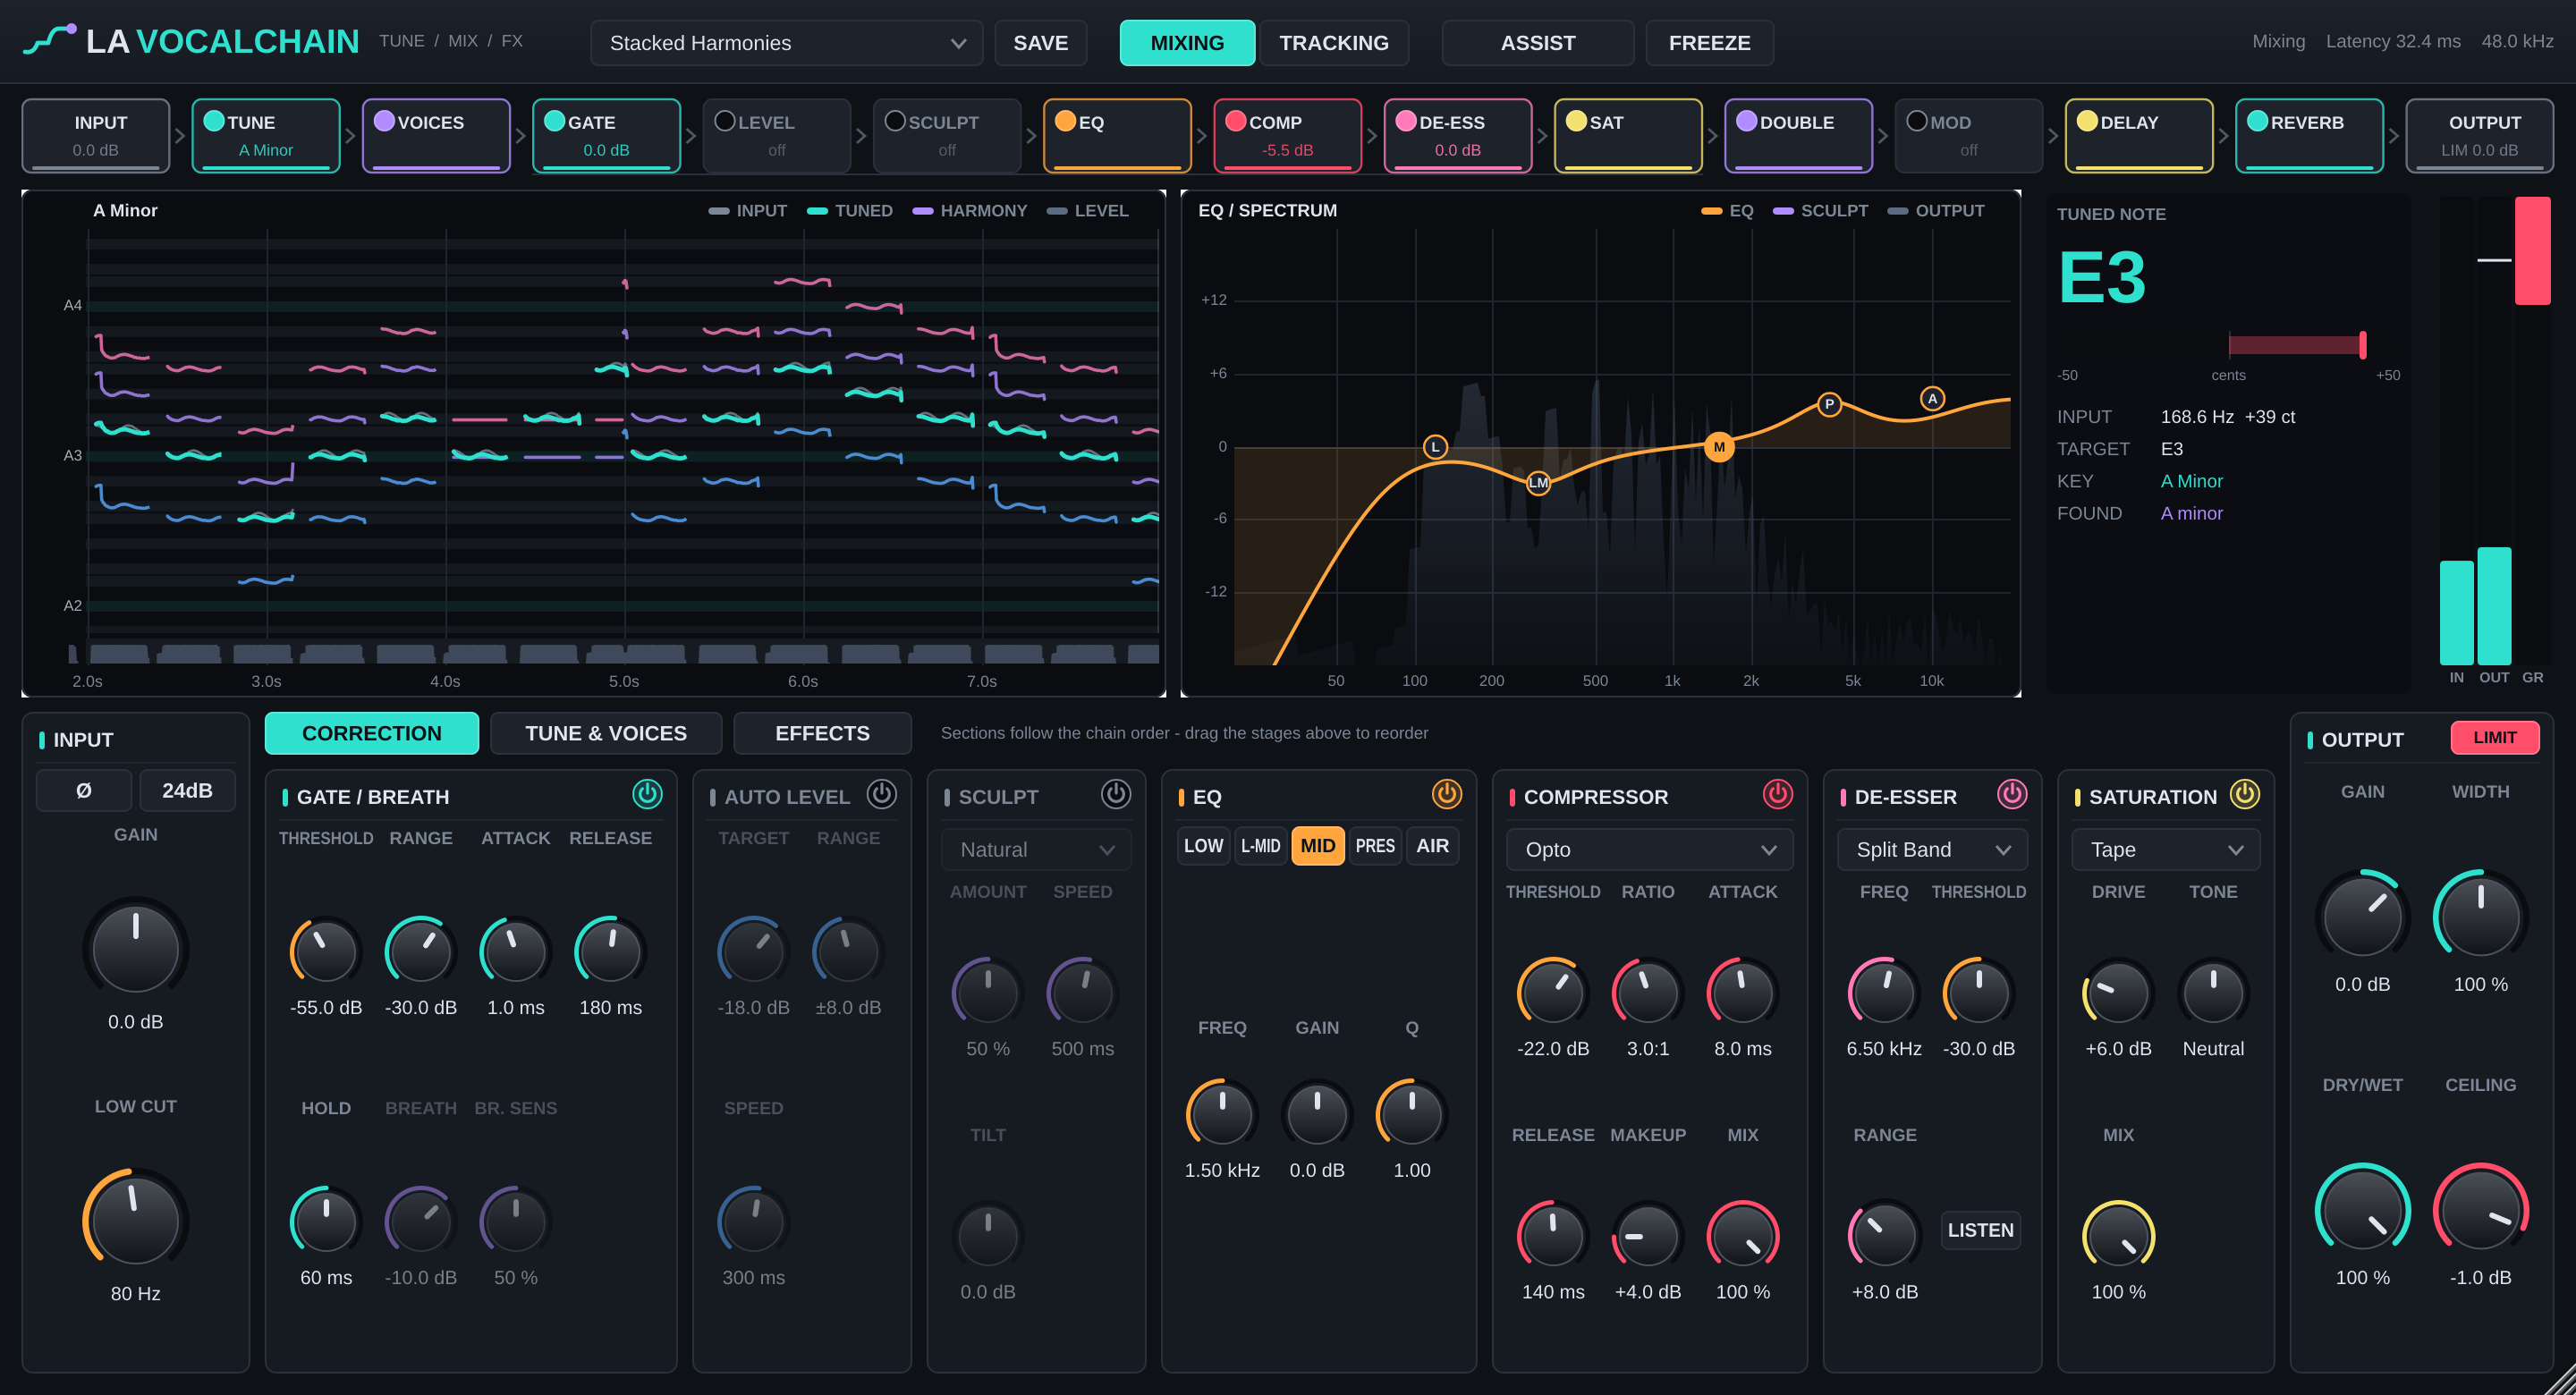 LA VOCALCHAIN TUNE / MIX / FX Stacked Harmonies SAVE MIXING TRACKING ASSIST FREEZE Mixing Latency 32.4 ms 48.0 kHz
INPUT TUNE VOICES GATE LEVEL SCULPT EQ COMP DE-ESS SAT DOUBLE MOD DELAY REVERB OUTPUT
0.0 dB A Minor 0.0 dB off off -5.5 dB 0.0 dB off LIM 0.0 dB
A Minor INPUT TUNED HARMONY LEVEL
A4
A3
A2
2.0s 3.0s 4.0s 5.0s 6.0s 7.0s
EQ / SPECTRUM EQ SCULPT OUTPUT
+12
+6
0
-6
-12
L LM M P A
50 100 200 500 1k 2k 5k 10k
TUNED NOTE
E3
-50 cents +50
INPUT 168.6 Hz +39 ct
TARGET E3
KEY A Minor
FOUND A minor
IN OUT GR
INPUT
Ø 24dB
GAIN
0.0 dB
LOW CUT
80 Hz
CORRECTION TUNE & VOICES EFFECTS Sections follow the chain order - drag the stages above to reorder
GATE / BREATH
THRESHOLD RANGE ATTACK RELEASE
-55.0 dB -30.0 dB 1.0 ms 180 ms
HOLD BREATH BR. SENS
60 ms -10.0 dB 50 %
AUTO LEVEL
TARGET RANGE
-18.0 dB ±8.0 dB
SPEED
300 ms
SCULPT
Natural
AMOUNT SPEED
50 % 500 ms
TILT
0.0 dB
EQ
LOW L-MID MID PRES AIR
FREQ GAIN Q
1.50 kHz 0.0 dB 1.00
COMPRESSOR
Opto
THRESHOLD RATIO ATTACK
-22.0 dB 3.0:1 8.0 ms
RELEASE MAKEUP MIX
140 ms +4.0 dB 100 %
DE-ESSER
Split Band
FREQ THRESHOLD
6.50 kHz -30.0 dB
RANGE
LISTEN
+8.0 dB
SATURATION
Tape
DRIVE TONE
+6.0 dB Neutral
MIX
100 %
OUTPUT LIMIT
GAIN WIDTH
0.0 dB 100 %
DRY/WET CEILING
100 % -1.0 dB